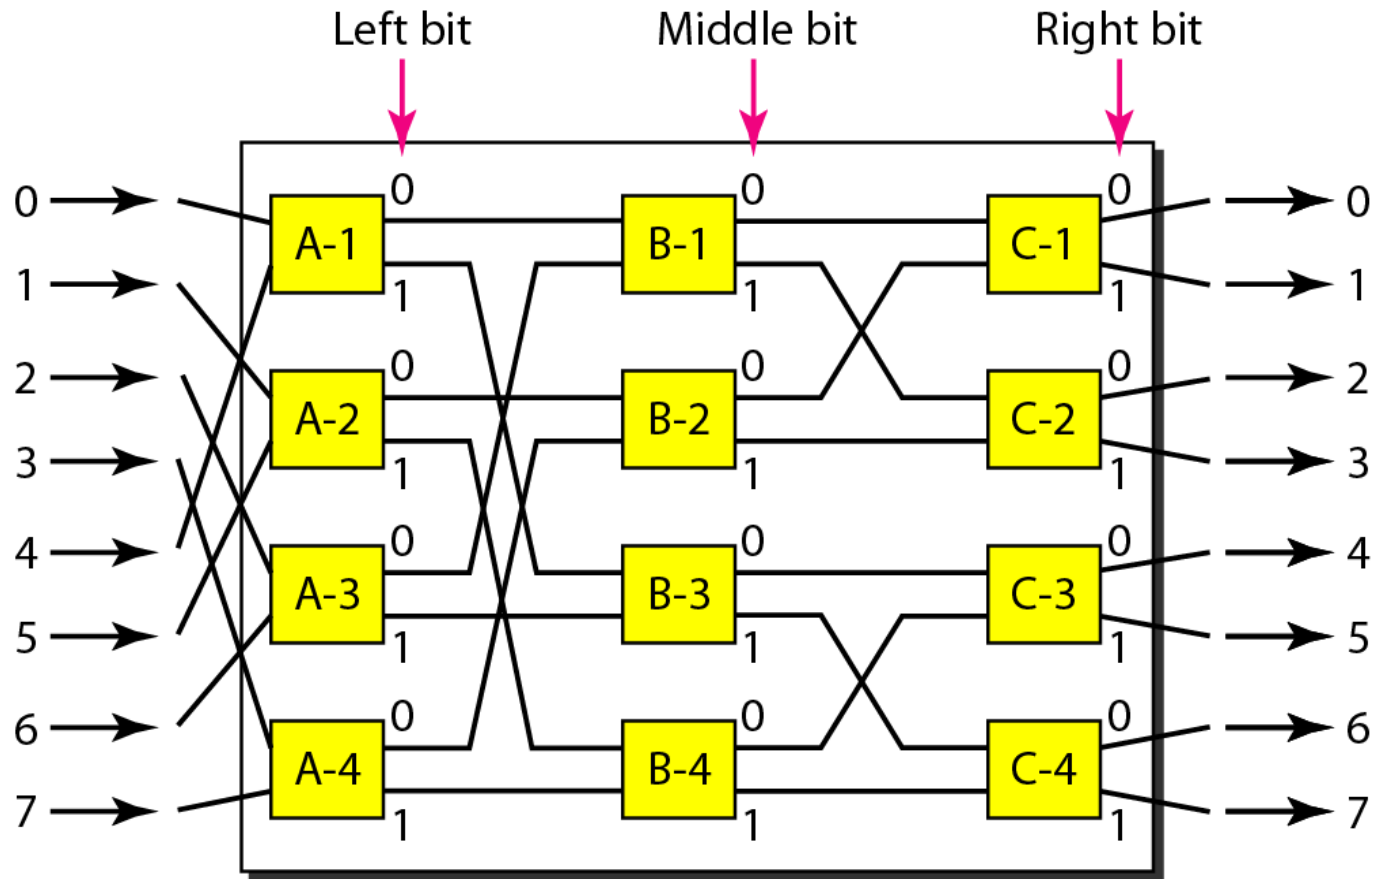 Left bit Middle bit Right bit
0 0 0
0 A-1 B-1 C-1 0
1 1 1 1 1
0 0 0
2 A-2 B-2 C-2 2
3 1 1 1 3
0 0 0
4 A-3 B-3 C-3 4
5 1 1 1 5
0 0 0
6 A-4 B-4 C-4 6
7 1 1 1 7